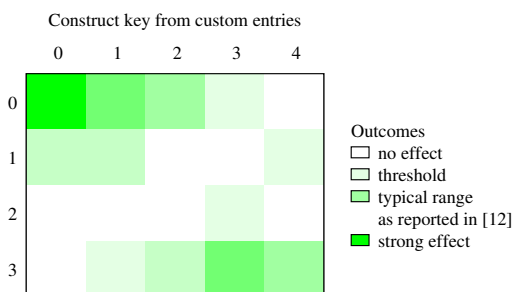 Construct key from custom entries
0 1 2 3 4
0
1
2
3
Outcomes
no effect
threshold
typical range
as reported in [12]
strong effect